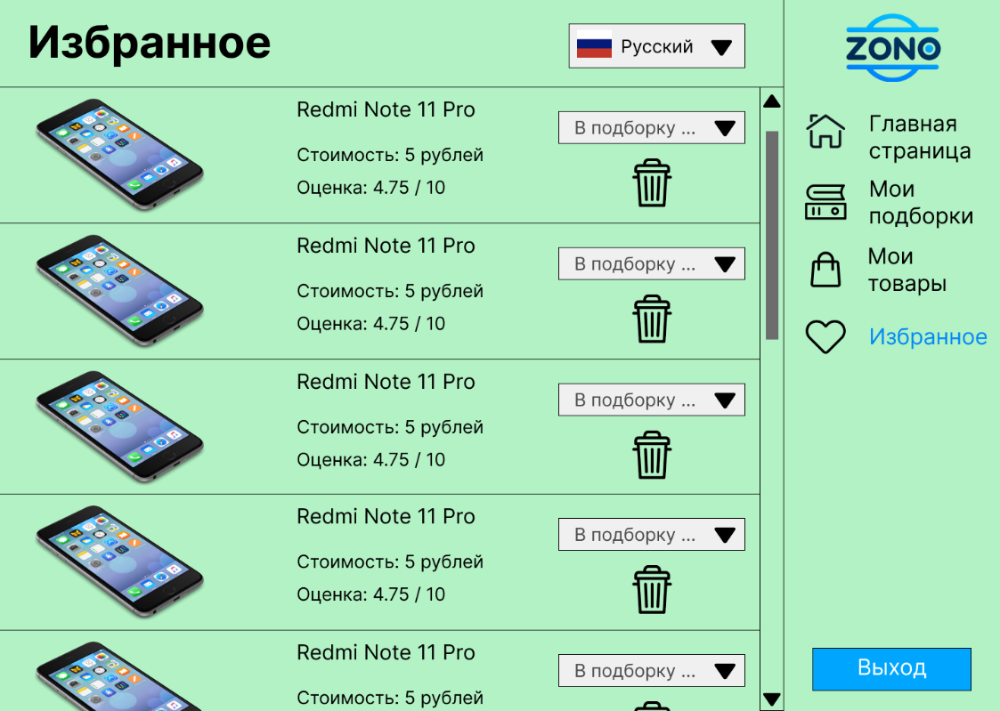 Избранное
Русский
ZONO
Главная
страница
Мои
подборки
Мои
товары
Избранное
Выход
Redmi Note 11 Pro
Стоимость: 5 рублей
Оценка: 4.75 / 10
В подборку ...
Redmi Note 11 Pro
Стоимость: 5 рублей
Оценка: 4.75 / 10
В подборку ...
Redmi Note 11 Pro
Стоимость: 5 рублей
Оценка: 4.75 / 10
В подборку ...
Redmi Note 11 Pro
Стоимость: 5 рублей
Оценка: 4.75 / 10
В подборку ...
Redmi Note 11 Pro
Стоимость: 5 рублей
В подборку ...